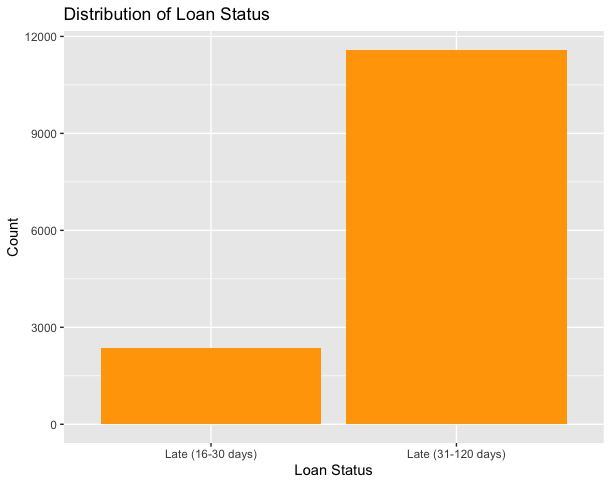 Distribution of Loan Status
12000
9000
6000
3000
0
Count
Late (16-30 days)
Late (31-120 days)
Loan Status